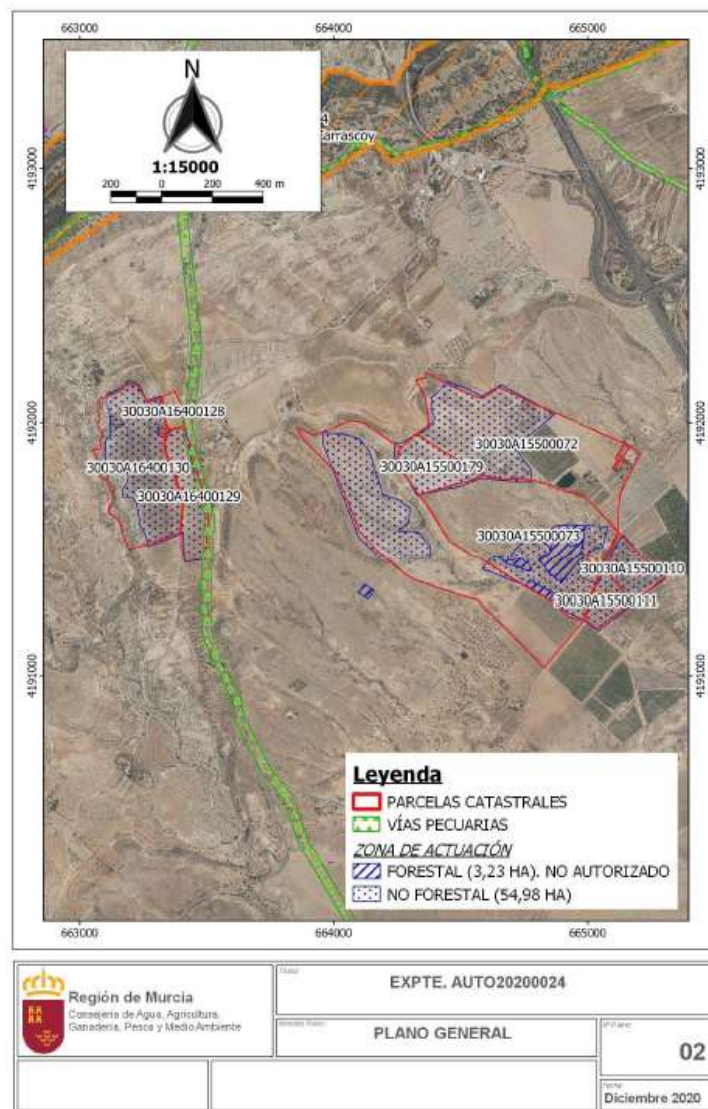 663000 664000 665000
N
1:15000
200 0 200 400 m
4
Carrascoy
4193000 4193000
4192000 4192000
30030A16400128
30030A16400130
30030A16400129
30030A15500072
30030A15500179
30030A15500073
30030A15500110
30030A15500111
4191000 4191000
Leyenda
PARCELAS CATASTRALES
VÍAS PECUARIAS
ZONA DE ACTUACIÓN
FORESTAL (3,23 HA). NO AUTORIZADO
NO FORESTAL (54,98 HA)
663000 664000 665000
Región de Murcia
Consejería de Agua, Agricultura,
Ganadería, Pesca y Medio Ambiente
EXPTE. AUTO20200024
PLANO GENERAL
02
Diciembre 2020